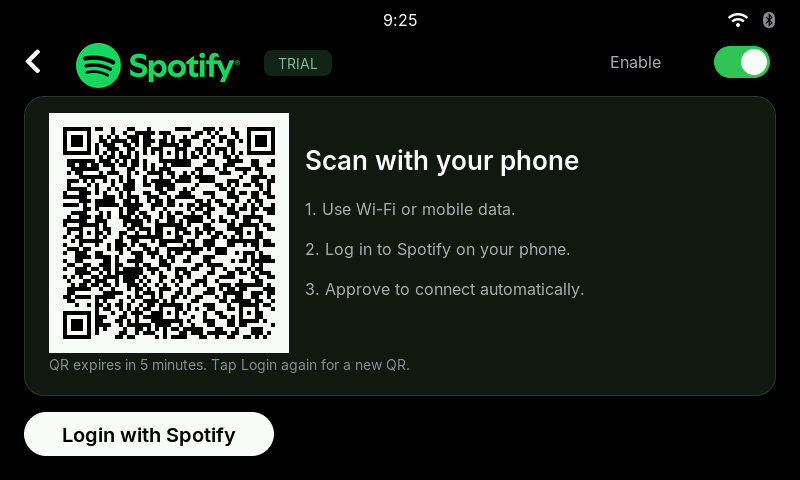 9:25
Spotify®
TRIAL
Enable
Scan with your phone
1. Use Wi-Fi or mobile data.
2. Log in to Spotify on your phone.
3. Approve to connect automatically.
QR expires in 5 minutes. Tap Login again for a new QR.
Login with Spotify